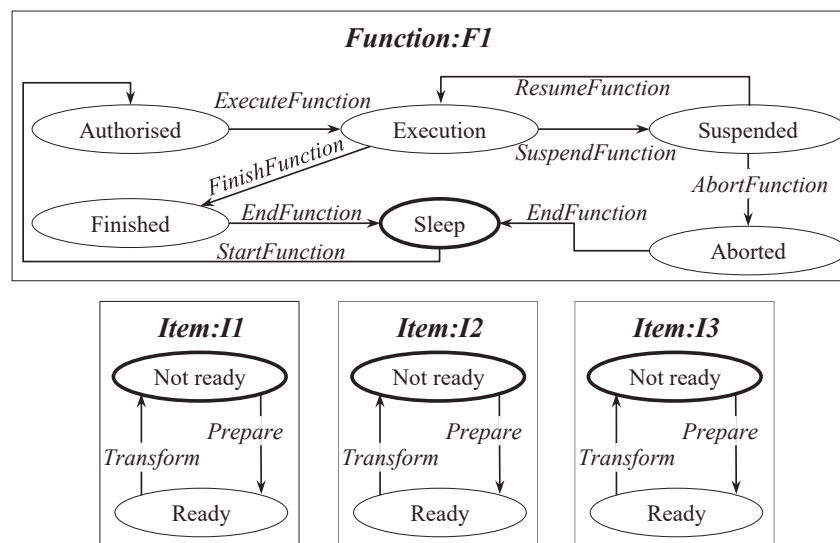 Function:F1
ExecuteFunction
ResumeFunction
Authorised
Execution
Suspended
SuspendFunction
FinishFunction
AbortFunction
Finished
EndFunction
Sleep
EndFunction
StartFunction
Aborted
Item:I1
Item:I2
Item:I3
Not ready
Not ready
Not ready
Prepare
Prepare
Prepare
Transform
Transform
Transform
Ready
Ready
Ready